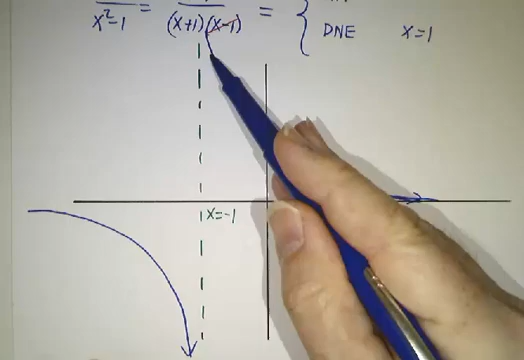 x²-1 = (x+1)(x-1) = {
DNE x=1
x=-1